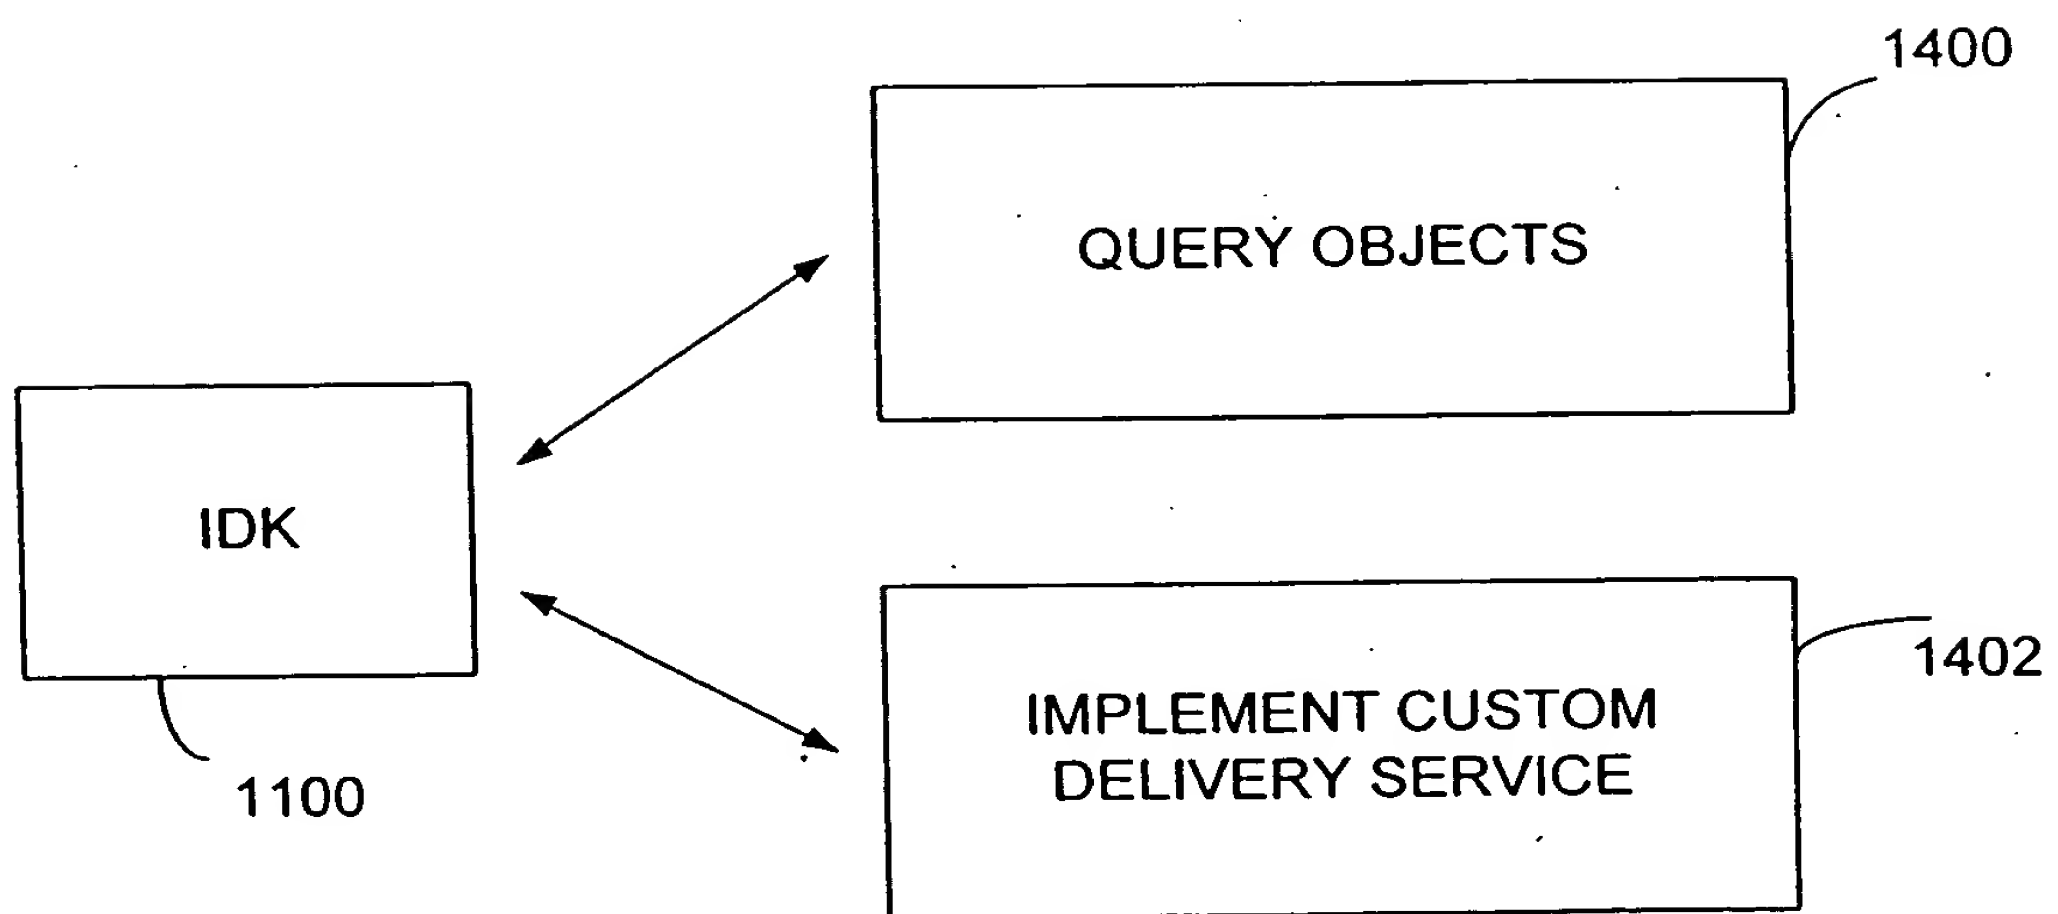 1400
QUERY OBJECTS
IDK
1100
IMPLEMENT CUSTOM
DELIVERY SERVICE
1402